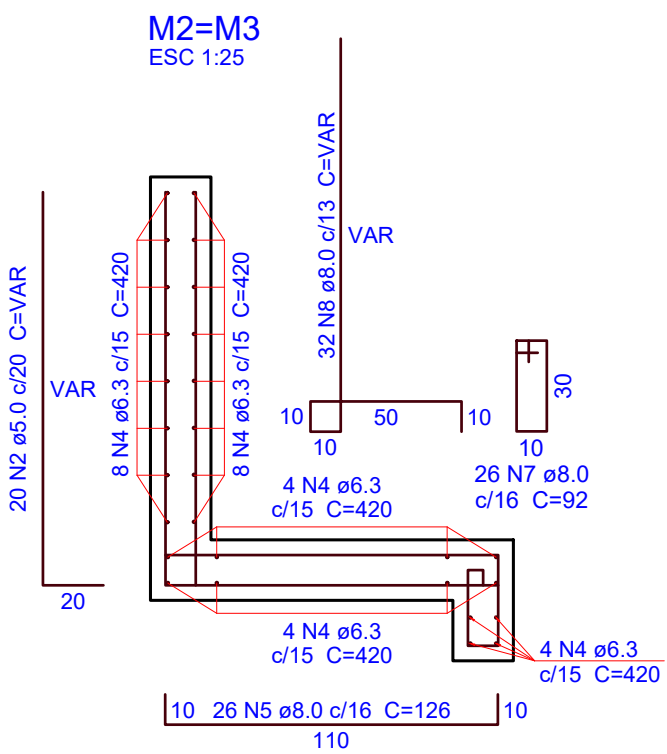 M2=M3
ESC 1:25
20 N2 ø5.0 c/20 C=VAR
VAR
20
8 N4 ø6.3 c/15 C=420
8 N4 ø6.3 c/15 C=420
32 N8 ø8.0 c/13 C=VAR
VAR
10
50
10
10
30
10
26 N7 ø8.0
c/16 C=92
4 N4 ø6.3
c/15 C=420
4 N4 ø6.3
c/15 C=420
4 N4 ø6.3
c/15 C=420
10
26 N5 ø8.0 c/16 C=126
10
110